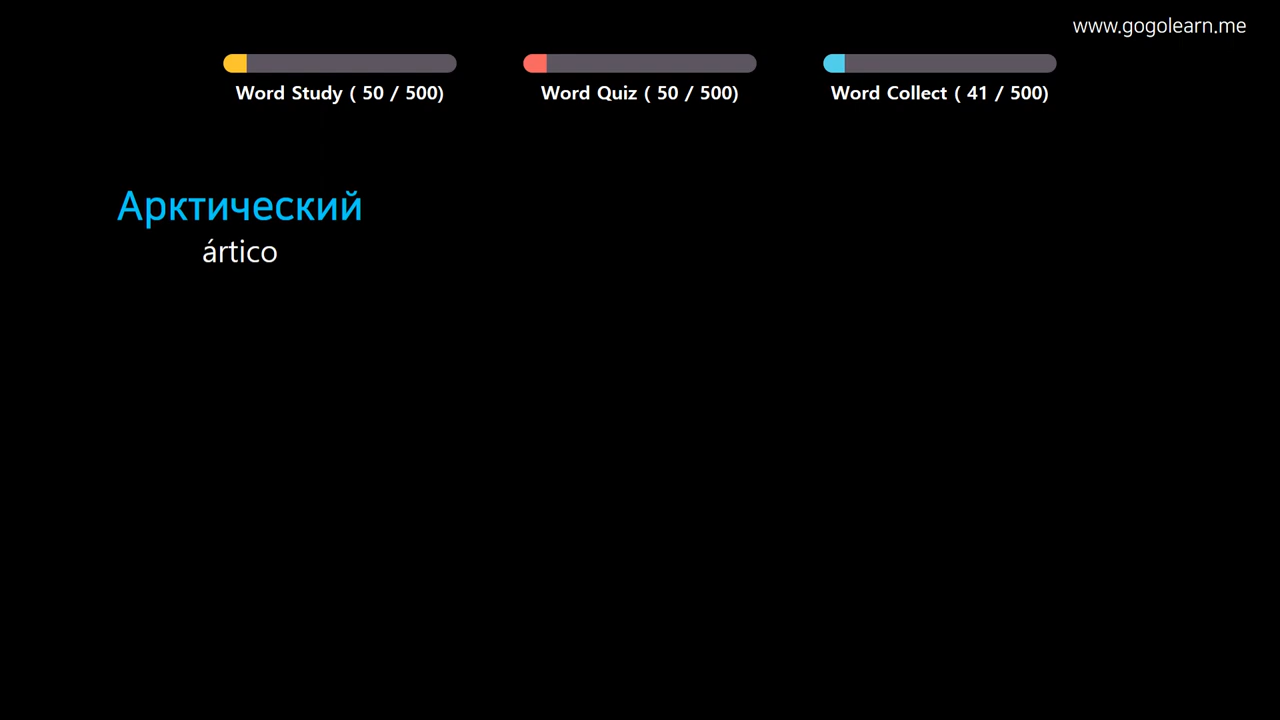 www.gogolearn.me
Word Study ( 50 / 500)
Word Quiz ( 50 / 500)
Word Collect ( 41 / 500)
Арктический
ártico